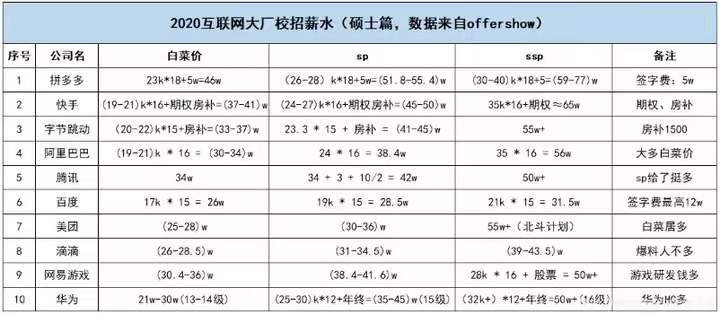 2020互联网大厂校招薪水（硕士篇，数据来自offershow）
序号 公司名 白菜价 sp ssp 备注
1 拼多多 23k*18+5w=46w (26-28) k*18+5w=(51.8-55.4)w (30-40)k*18+5=(59-77)w 签字费：5w
2 快手 (19-21)k*16+期权房补=(37-41)w (24-27)k*16+期权房补=(45-50)w 35k*16+期权≈65w 期权、房补
3 字节跳动 (20-22)k*15+房补=(33-37)w 23.3 * 15 + 房补 = (41-45)w 55w+ 房补1500
4 阿里巴巴 (19-21)k * 16 = (30-34)w 24 * 16 = 38.4w 35 * 16 = 56w 大多白菜价
5 腾讯 34w 34 + 3 + 10/2 = 42w 50w+ sp给了挺多
6 百度 17k * 15 = 26w 19k * 15 = 28.5w 21k * 15 = 31.5w 签字费最高12w
7 美团 (25-28)w (30-36)w 55w+（北斗计划） 白菜居多
8 滴滴 (26-28.5)w (31-34.5)w (39-43.5)w 爆料人不多
9 网易游戏 (30.4-36)w (38.4-41.6)w 28k * 16 + 股票 = 50w+ 游戏研发钱多
10 华为 21w-30w(13-14级) (25-30)k*12+年终=(35-45)w(15级) (32k+) *12+年终=50w+(16级) 华为HC多